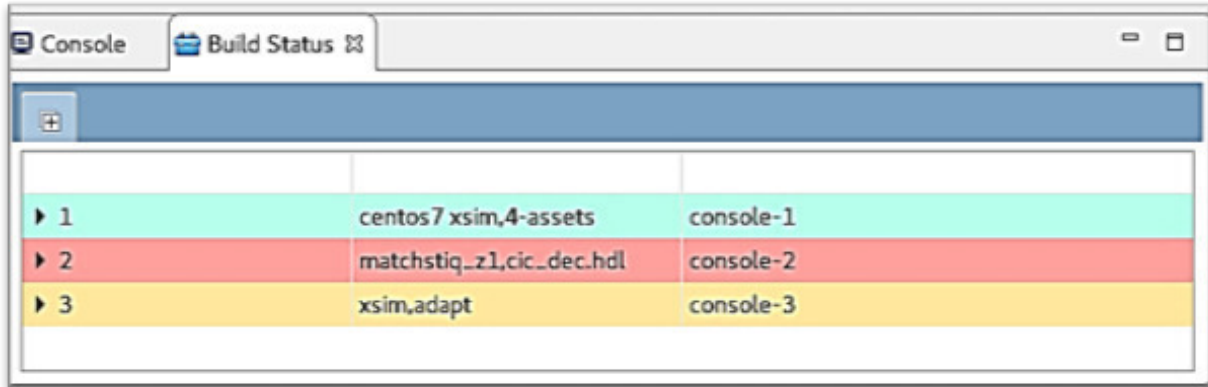 Console Build Status
1 centos7 xsim,4-assets console-1
2 matchstiq_z1,cic_dec.hdl console-2
3 xsim,adapt console-3